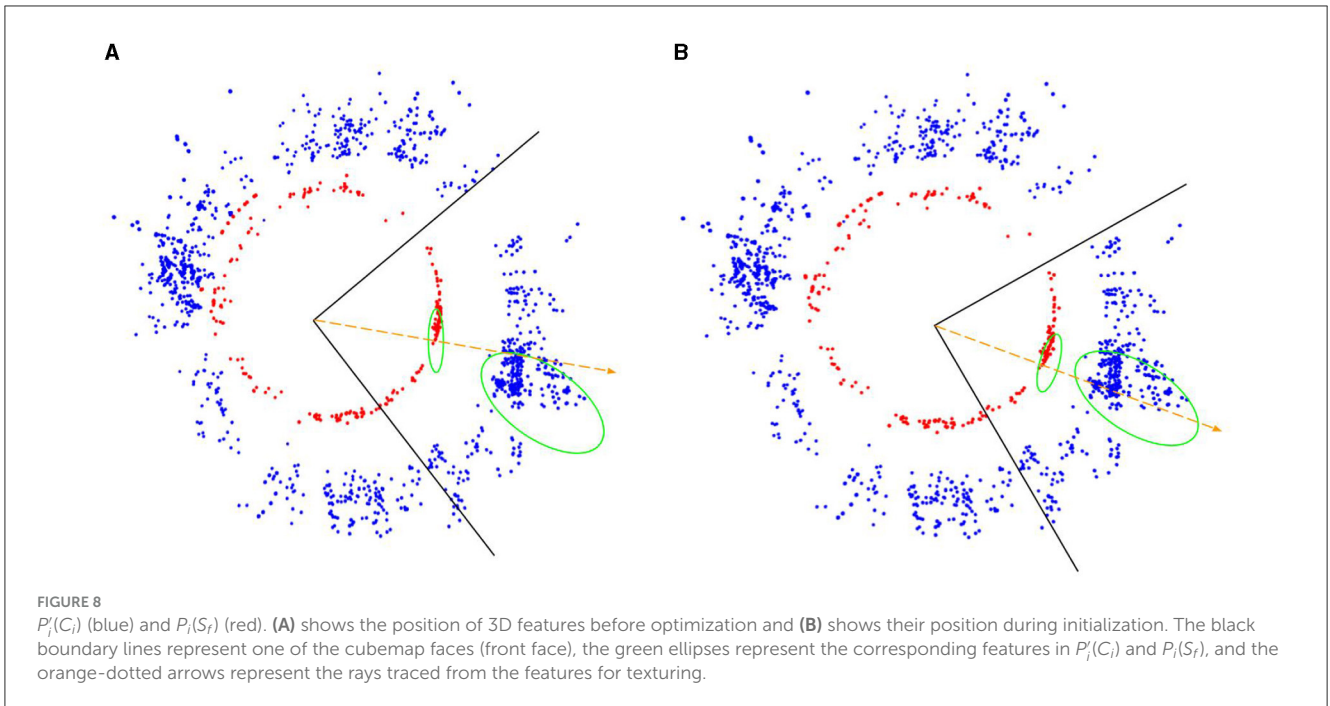 A
B
FIGURE 8
P′ᵢ(Cᵢ) (blue) and Pᵢ(S_f) (red). (A) shows the position of 3D features before optimization and (B) shows their position during initialization. The black
boundary lines represent one of the cubemap faces (front face), the green ellipses represent the corresponding features in P′ᵢ(Cᵢ) and Pᵢ(S_f), and the
orange-dotted arrows represent the rays traced from the features for texturing.